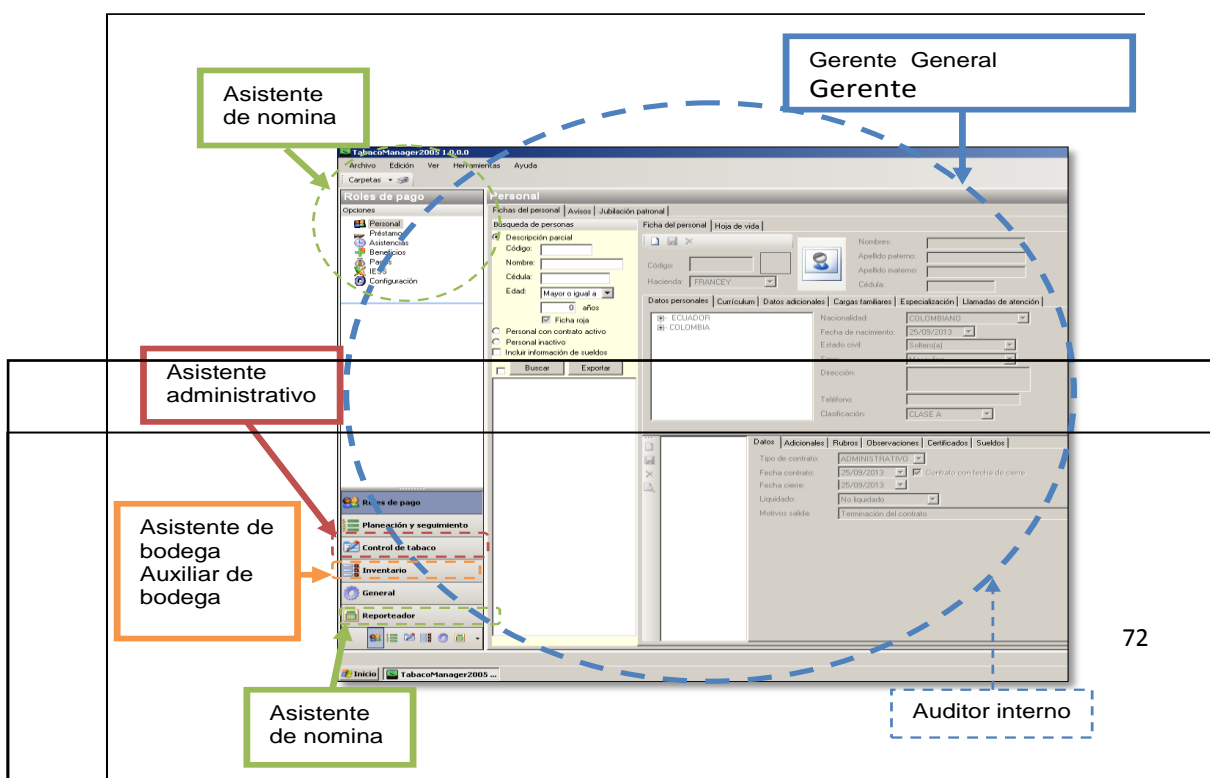 Gerente General
Gerente
Asistente
de nomina
TabacoManager2005 1.0.0.0
Archivo Edición Ver Herramientas Ayuda
Carpetas
Roles de pago
Opciones
Personal
Préstamos
Asistencias
Beneficios
Pagos
IESS
Configuración
Personal
Fichas del personal Avisos Jubilación patronal
Búsqueda de personas
Descripción parcial
Código:
Nombre:
Cédula:
Edad: Mayor o igual a
0 años
Ficha roja
Personal con contrato activo
Personal inactivo
Incluir información de sueldos
Buscar Exportar
Ficha del personal Hoja de vida
Código:
Hacienda: FRANCEY
Nombres:
Apellido paterno:
Apellido materno:
Cédula:
Datos personales Currículum Datos adicionales Cargas familiares Especialización Llamadas de atención
ECUADOR
COLOMBIA
Nacionalidad: COLOMBIANO
Fecha de nacimiento: 25/09/2013
Estado civil: Soltero(a)
Dirección:
Teléfono:
Clasificación: CLASE A
Datos Adicionales Rubros Observaciones Certificados Sueldos
Tipo de contrato: ADMINISTRATIVO
Fecha contrato: 25/09/2013 Contrato con fecha de cierre
Fecha cierre: 25/09/2013
Liquidado: No liquidado
Motivos salida: Terminación del contrato
Asistente
administrativo
Asistente de
bodega
Auxiliar de
bodega
Roles de pago
Planeación y seguimiento
Control de tabaco
Inventario
General
Reporteador
Inicio TabacoManager2005 ...
72
Asistente
de nomina
Auditor interno